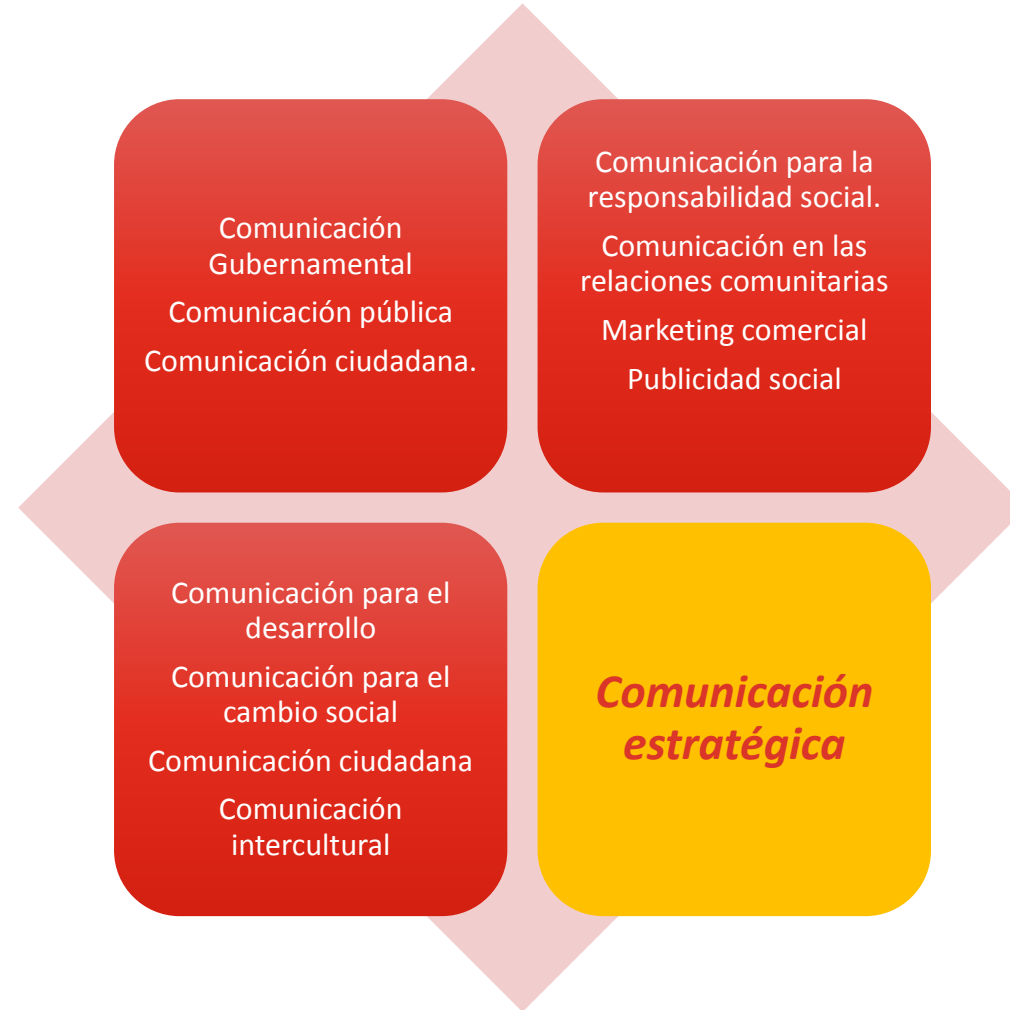 Comunicación
Gubernamental
Comunicación pública
Comunicación ciudadana.
Comunicación para la
responsabilidad social.
Comunicación en las
relaciones comunitarias
Marketing comercial
Publicidad social
Comunicación para el
desarrollo
Comunicación para el
cambio social
Comunicación ciudadana
Comunicación
intercultural
Comunicación
estratégica